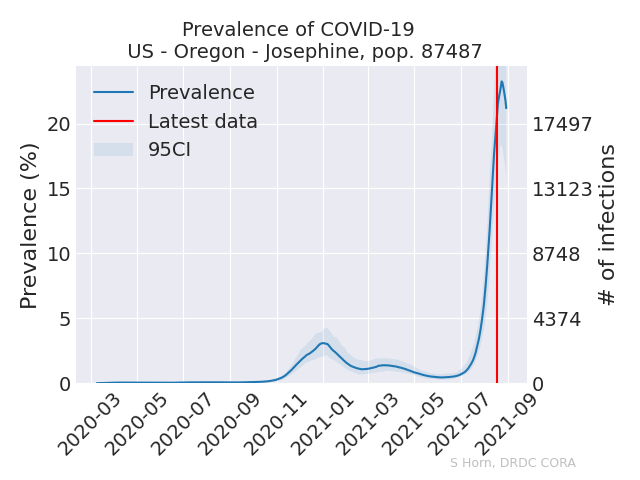 Prevalence of COVID-19
US - Oregon - Josephine, pop. 87487
Prevalence
Latest data
95CI
Prevalence (%)
20
15
10
5
0
17497
13123
8748
4374
0
# of infections
2020-03
2020-05
2020-07
2020-09
2020-11
2021-01
2021-03
2021-05
2021-07
2021-09
S Horn, DRDC CORA